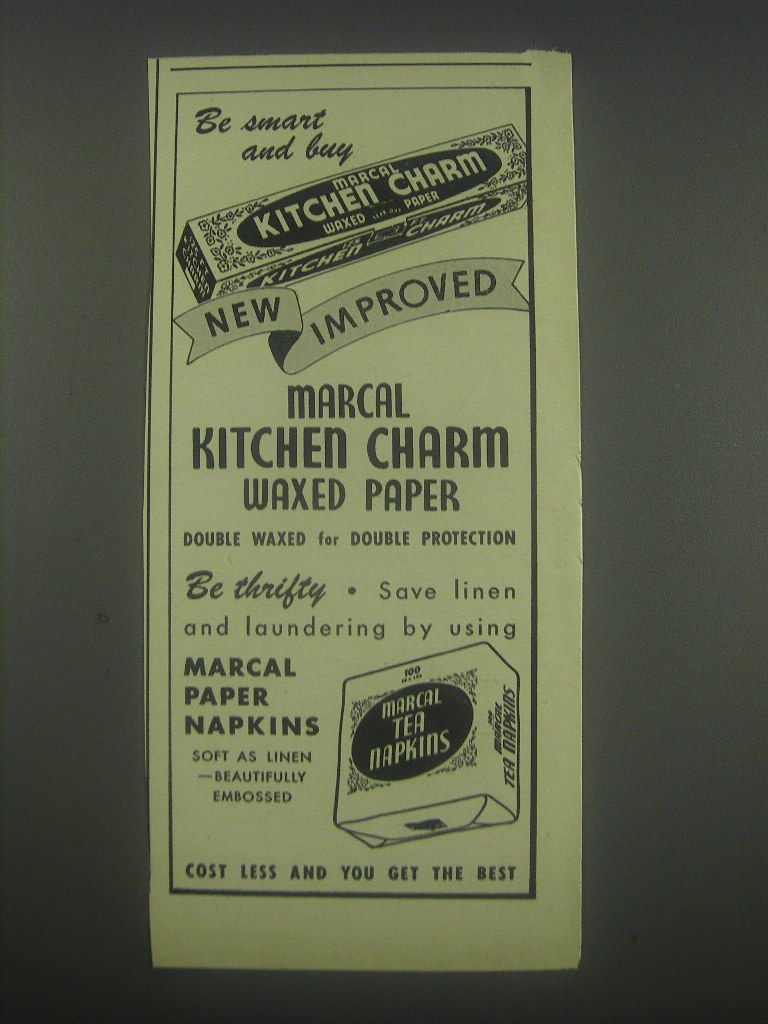 Be smart
and buy
MARCAL
KITCHEN CHARM
WAXED PAPER
KITCHEN CHARM
NEW IMPROVED
MARCAL
KITCHEN CHARM
WAXED PAPER
DOUBLE WAXED for DOUBLE PROTECTION
Be thrifty • Save linen
and laundering by using
MARCAL
PAPER
NAPKINS
SOFT AS LINEN
—BEAUTIFULLY
EMBOSSED
100
MARCAL
TEA
NAPKINS
MARCAL
TEA NAPKINS
COST LESS AND YOU GET THE BEST